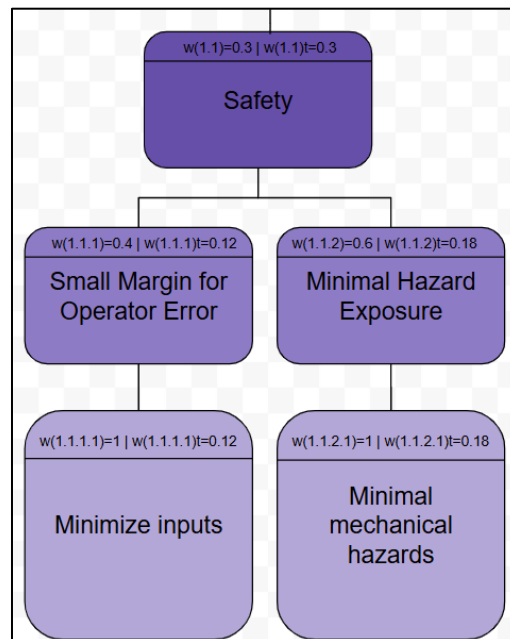 w(1.1)=0.3 | w(1.1)t=0.3
Safety
w(1.1.1)=0.4 | w(1.1.1)t=0.12
Small Margin for
Operator Error
w(1.1.2)=0.6 | w(1.1.2)t=0.18
Minimal Hazard
Exposure
w(1.1.1.1)=1 | w(1.1.1.1)t=0.12
Minimize inputs
w(1.1.2.1)=1 | w(1.1.2.1)t=0.18
Minimal
mechanical
hazards